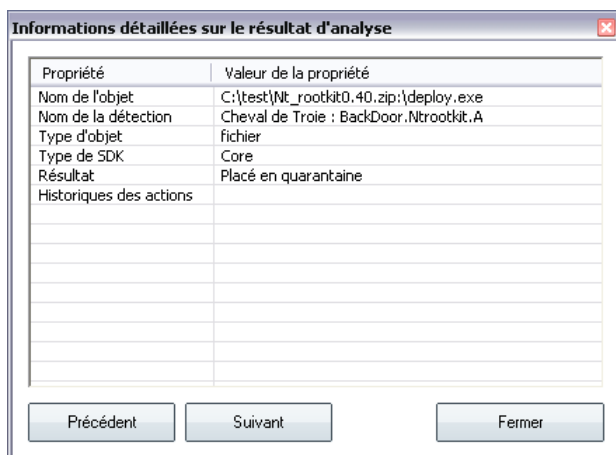 Informations détaillées sur le résultat d'analyse
Propriété Valeur de la propriété
Nom de l'objet C:\test\Nt_rootkit0.40.zip:\deploy.exe
Nom de la détection Cheval de Troie : BackDoor.Ntrootkit.A
Type d'objet fichier
Type de SDK Core
Résultat Placé en quarantaine
Historiques des actions
Précédent Suivant Fermer